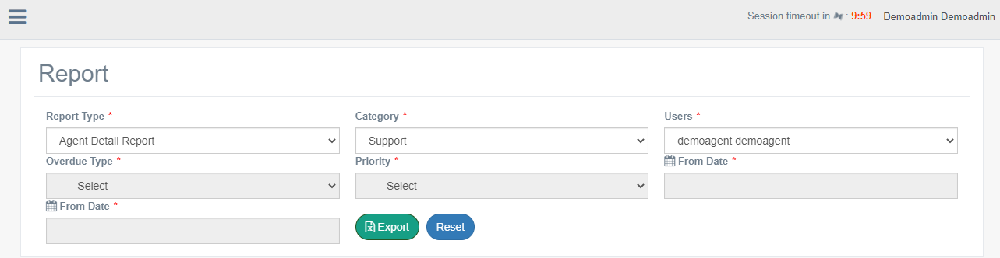 Session timeout in : 9:59 Demoadmin Demoadmin
Report
Report Type * Category * Users *
Agent Detail Report Support demoagent demoagent
Overdue Type * Priority * From Date *
-----Select----- -----Select-----
From Date *
Export Reset